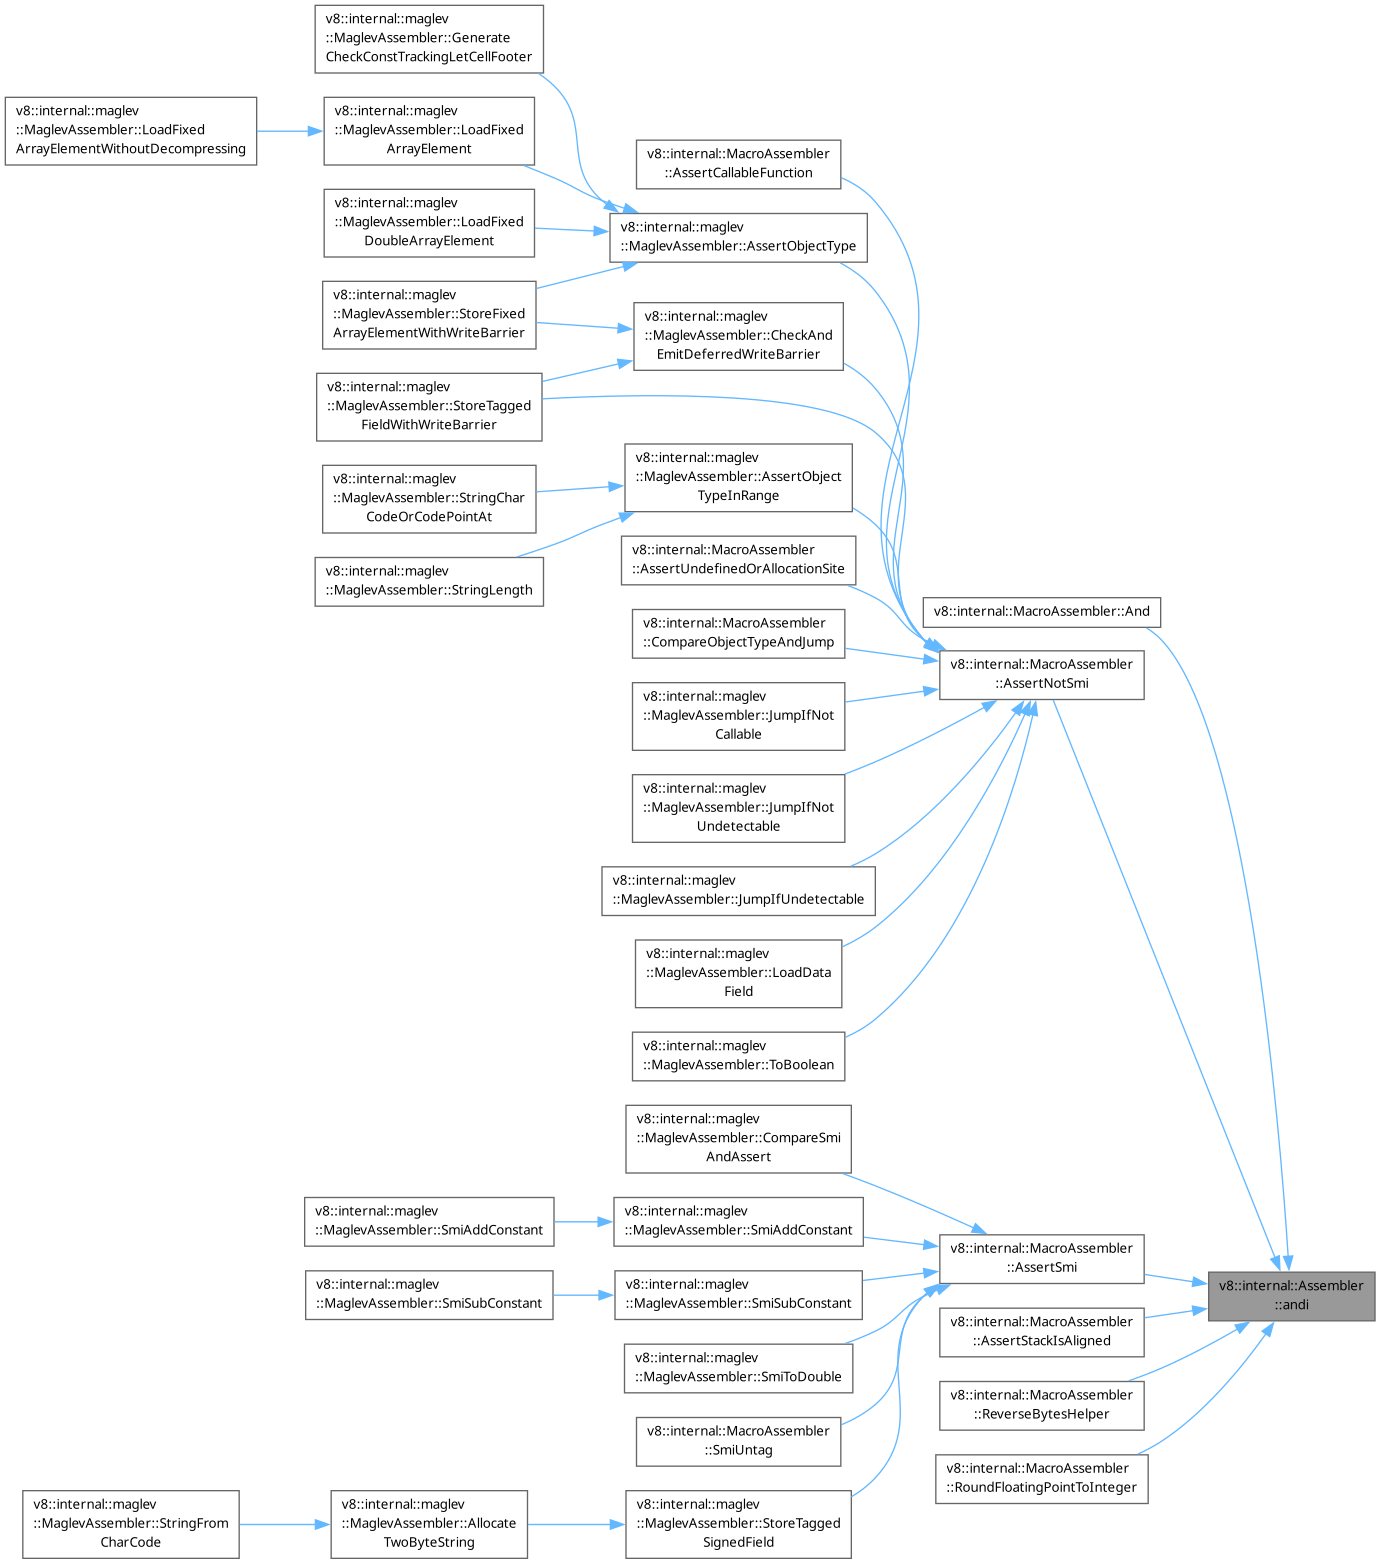 v8::internal::maglev
::MaglevAssembler::Generate
CheckConstTrackingLetCellFooter
v8::internal::maglev
::MaglevAssembler::LoadFixed
ArrayElementWithoutDecompressing
v8::internal::maglev
::MaglevAssembler::LoadFixed
ArrayElement
v8::internal::MacroAssembler
::AssertCallableFunction
v8::internal::maglev
::MaglevAssembler::LoadFixed
DoubleArrayElement
v8::internal::maglev
::MaglevAssembler::AssertObjectType
v8::internal::maglev
::MaglevAssembler::StoreFixed
ArrayElementWithWriteBarrier
v8::internal::maglev
::MaglevAssembler::CheckAnd
EmitDeferredWriteBarrier
v8::internal::maglev
::MaglevAssembler::StoreTagged
FieldWithWriteBarrier
v8::internal::maglev
::MaglevAssembler::AssertObject
TypeInRange
v8::internal::maglev
::MaglevAssembler::StringChar
CodeOrCodePointAt
v8::internal::MacroAssembler
::AssertUndefinedOrAllocationSite
v8::internal::maglev
::MaglevAssembler::StringLength
v8::internal::MacroAssembler::And
v8::internal::MacroAssembler
::CompareObjectTypeAndJump
v8::internal::MacroAssembler
::AssertNotSmi
v8::internal::maglev
::MaglevAssembler::JumpIfNot
Callable
v8::internal::maglev
::MaglevAssembler::JumpIfNot
Undetectable
v8::internal::maglev
::MaglevAssembler::JumpIfUndetectable
v8::internal::maglev
::MaglevAssembler::LoadData
Field
v8::internal::maglev
::MaglevAssembler::ToBoolean
v8::internal::maglev
::MaglevAssembler::CompareSmi
AndAssert
v8::internal::maglev
::MaglevAssembler::SmiAddConstant
v8::internal::maglev
::MaglevAssembler::SmiAddConstant
v8::internal::MacroAssembler
::AssertSmi
v8::internal::maglev
::MaglevAssembler::SmiSubConstant
v8::internal::maglev
::MaglevAssembler::SmiSubConstant
v8::internal::Assembler
::andi
v8::internal::MacroAssembler
::AssertStackIsAligned
v8::internal::maglev
::MaglevAssembler::SmiToDouble
v8::internal::MacroAssembler
::ReverseBytesHelper
v8::internal::MacroAssembler
::SmiUntag
v8::internal::MacroAssembler
::RoundFloatingPointToInteger
v8::internal::maglev
::MaglevAssembler::StringFrom
CharCode
v8::internal::maglev
::MaglevAssembler::Allocate
TwoByteString
v8::internal::maglev
::MaglevAssembler::StoreTagged
SignedField